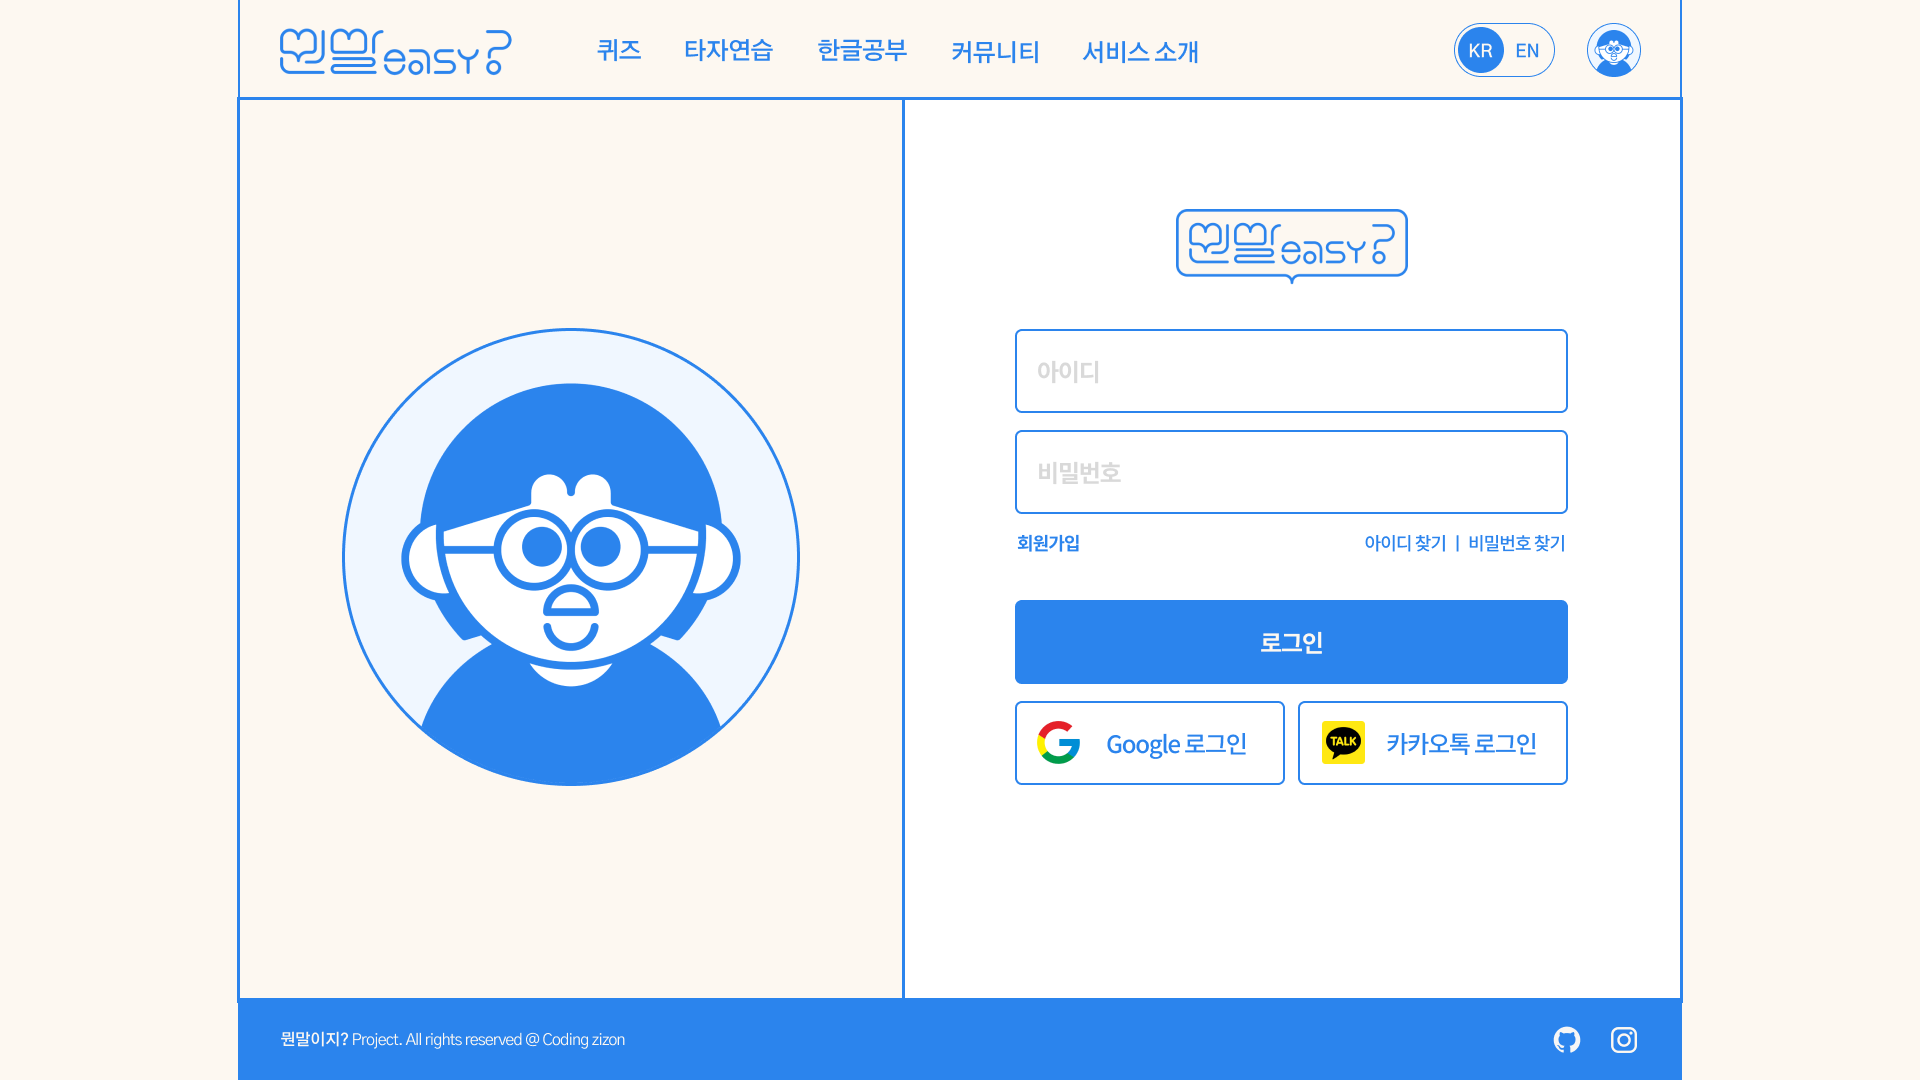 뭔말easy?
퀴즈 타자연습 한글공부 커뮤니티 서비스 소개
KR EN
뭔말easy?
아이디
비밀번호
회원가입 아이디 찾기 | 비밀번호 찾기
로그인
Google 로그인
TALK 카카오톡 로그인
뭔말이지? Project. All rights reserved @ Coding zizon